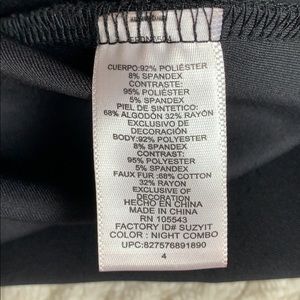 CUERPO:92% POLIÉSTER
8% SPANDEX
CONTRASTE:
95% POLIÉSTER
5% SPANDEX
PIEL DE SINTETICO:
68% ALGODÓN 32% RAYÓN
EXCLUSIVO DE
DECORACIÓN
BODY:92% POLYESTER
8% SPANDEX
CONTRAST:
95% POLYESTER
5% SPANDEX
FAUX FUR :68% COTTON
32% RAYON
EXCLUSIVE OF
DECORATION
HECHO EN CHINA
MADE IN CHINA
RN 105543
FACTORY ID# SUZYIT
COLOR : NIGHT COMBO
UPC:827576891890
4